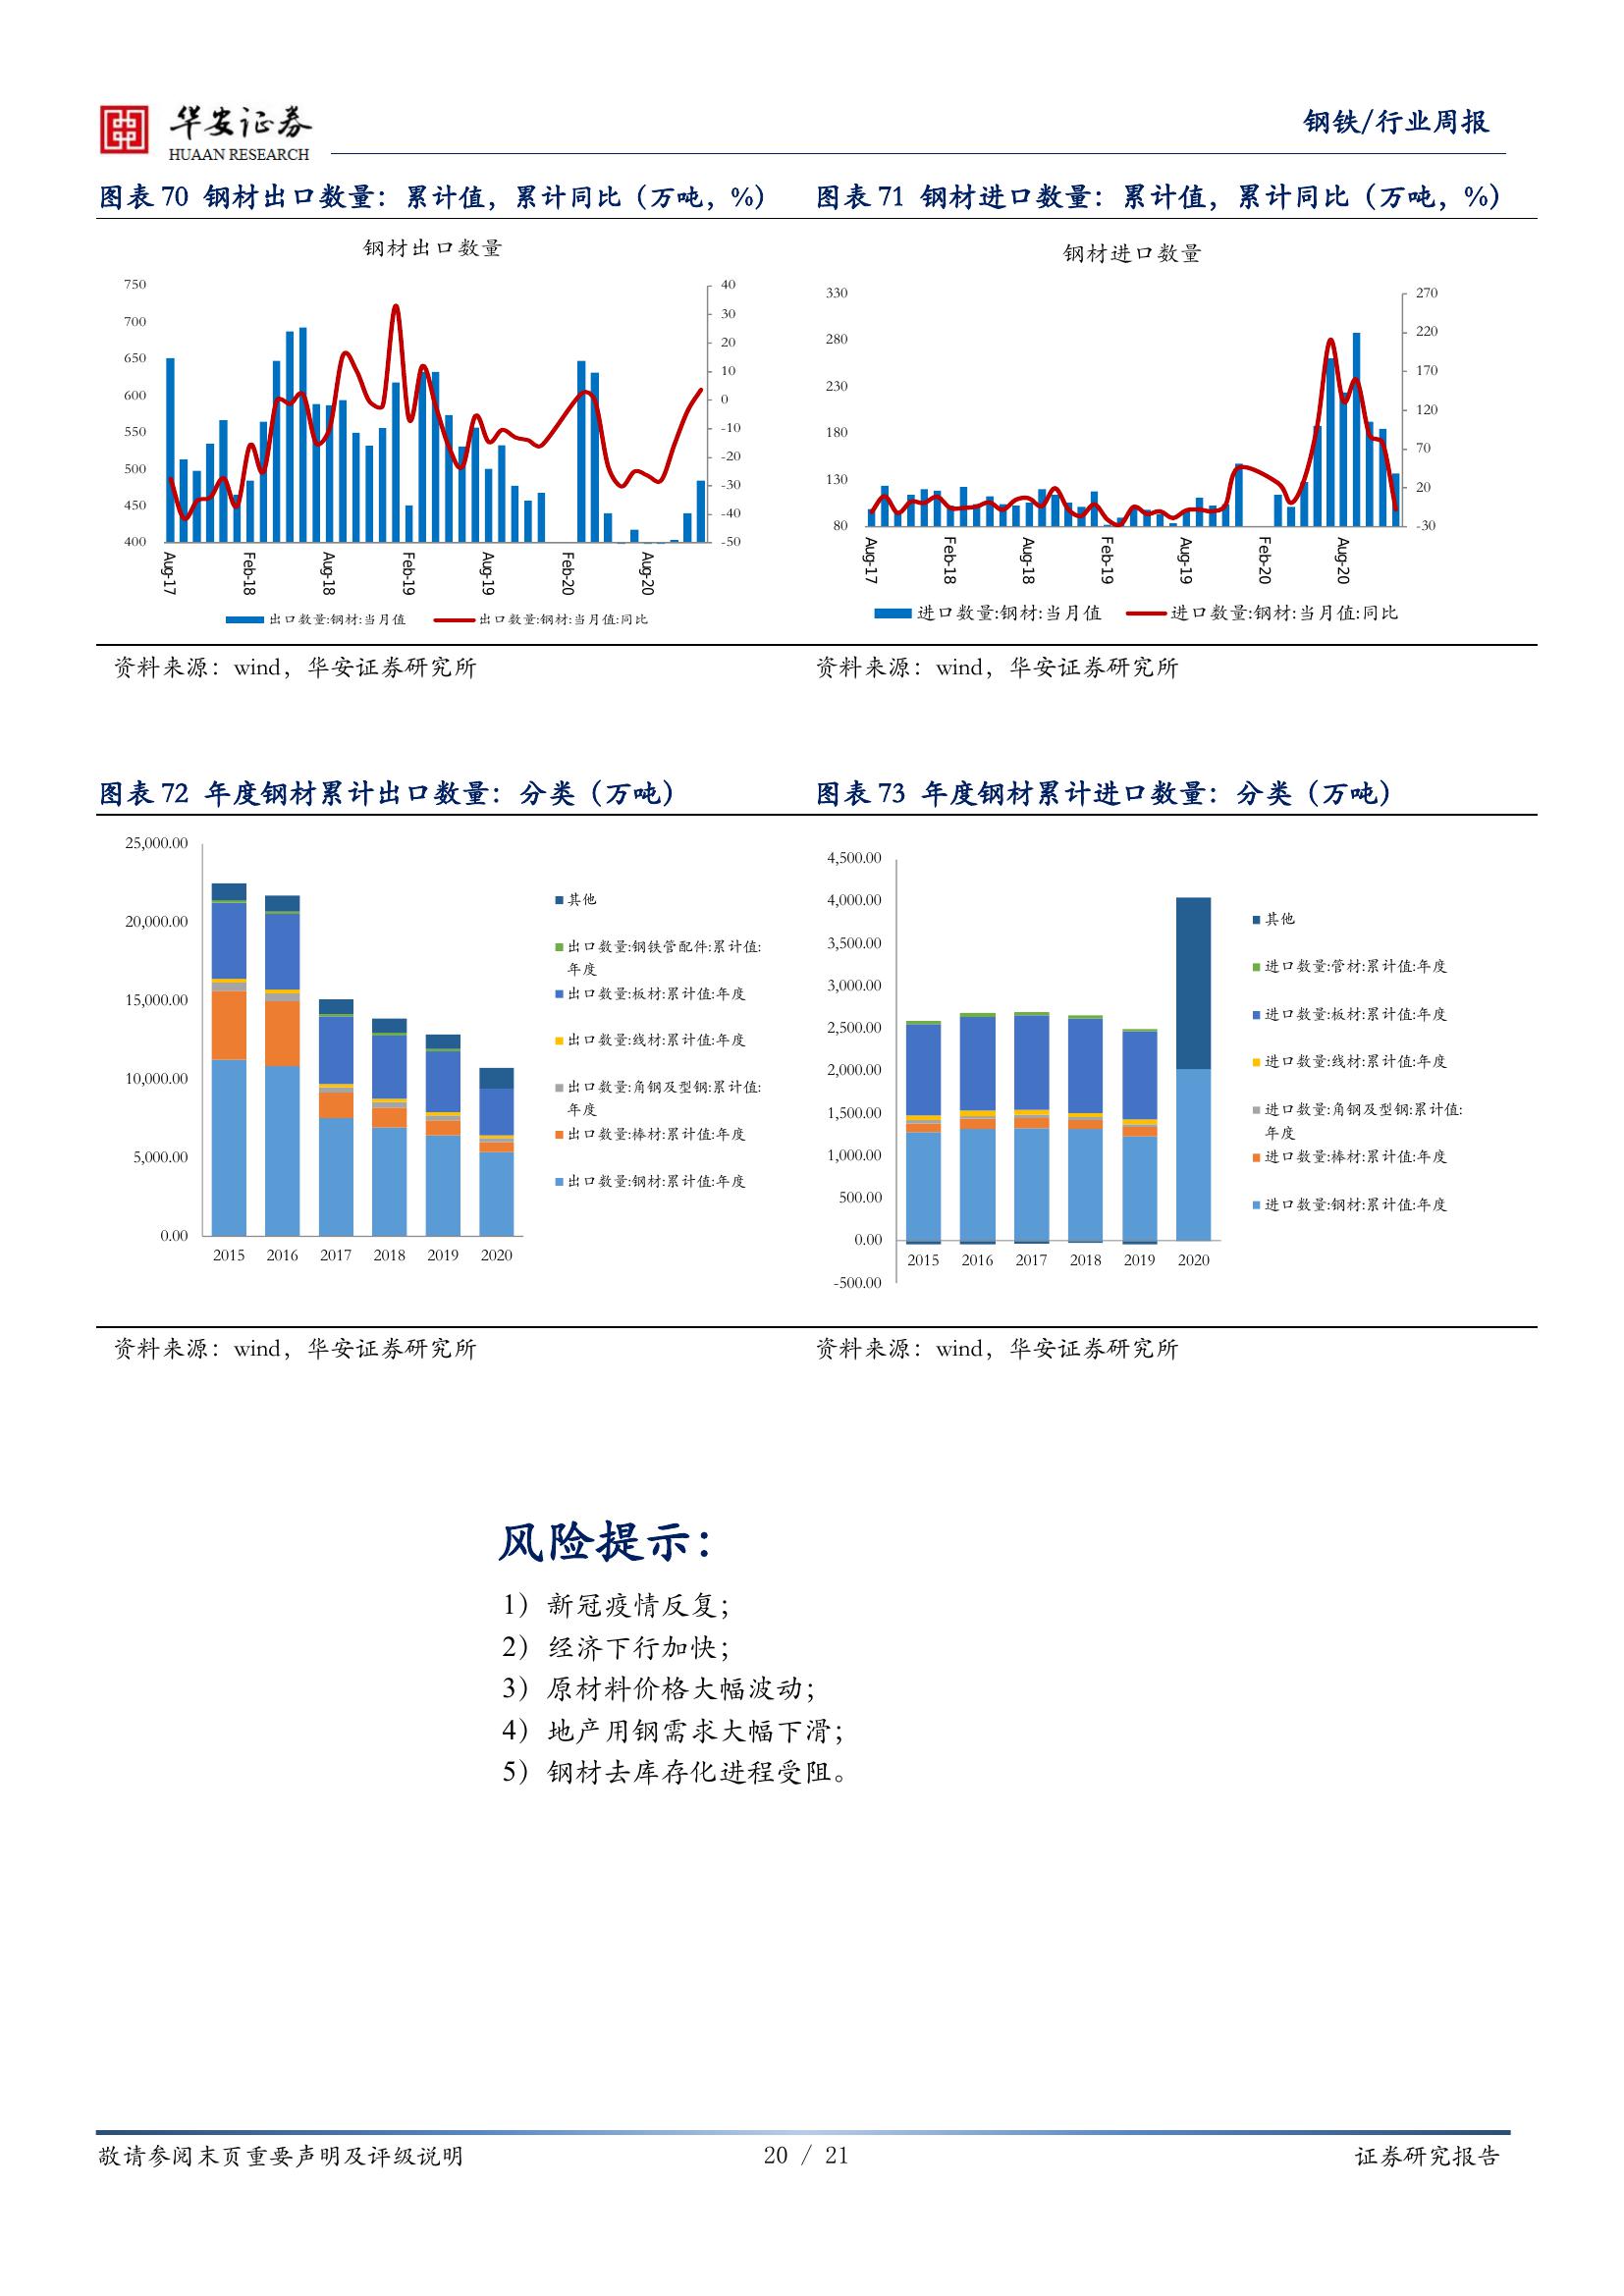 华安证券
HUAAN RESEARCH
钢铁/行业周报
图表 70 钢材出口数量：累计值，累计同比（万吨，%）
图表 71 钢材进口数量：累计值，累计同比（万吨，%）
钢材出口数量
750
700
650
600
550
500
450
400
40
30
20
10
0
-10
-20
-30
-40
-50
Aug-17
Feb-18
Aug-18
Feb-19
Aug-19
Feb-20
Aug-20
出口数量:钢材:当月值
出口数量:钢材:当月值:同比
钢材进口数量
330
280
230
180
130
80
270
220
170
120
70
20
-30
Aug-17
Feb-18
Aug-18
Feb-19
Aug-19
Feb-20
Aug-20
进口数量:钢材:当月值
进口数量:钢材:当月值:同比
资料来源：wind，华安证券研究所
资料来源：wind，华安证券研究所
图表 72 年度钢材累计出口数量：分类（万吨）
图表 73 年度钢材累计进口数量：分类（万吨）
25,000.00
20,000.00
15,000.00
10,000.00
5,000.00
0.00
2015
2016
2017
2018
2019
2020
其他
出口数量:钢铁管配件:累计值:
年度
出口数量:板材:累计值:年度
出口数量:线材:累计值:年度
出口数量:角钢及型钢:累计值:
年度
出口数量:棒材:累计值:年度
出口数量:钢材:累计值:年度
4,500.00
4,000.00
3,500.00
3,000.00
2,500.00
2,000.00
1,500.00
1,000.00
500.00
0.00
-500.00
2015
2016
2017
2018
2019
2020
其他
进口数量:管材:累计值:年度
进口数量:板材:累计值:年度
进口数量:线材:累计值:年度
进口数量:角钢及型钢:累计值:
年度
进口数量:棒材:累计值:年度
进口数量:钢材:累计值:年度
资料来源：wind，华安证券研究所
资料来源：wind，华安证券研究所
风险提示：
1）新冠疫情反复；
2）经济下行加快；
3）原材料价格大幅波动；
4）地产用钢需求大幅下滑；
5）钢材去库存化进程受阻。
敬请参阅末页重要声明及评级说明
20 / 21
证券研究报告